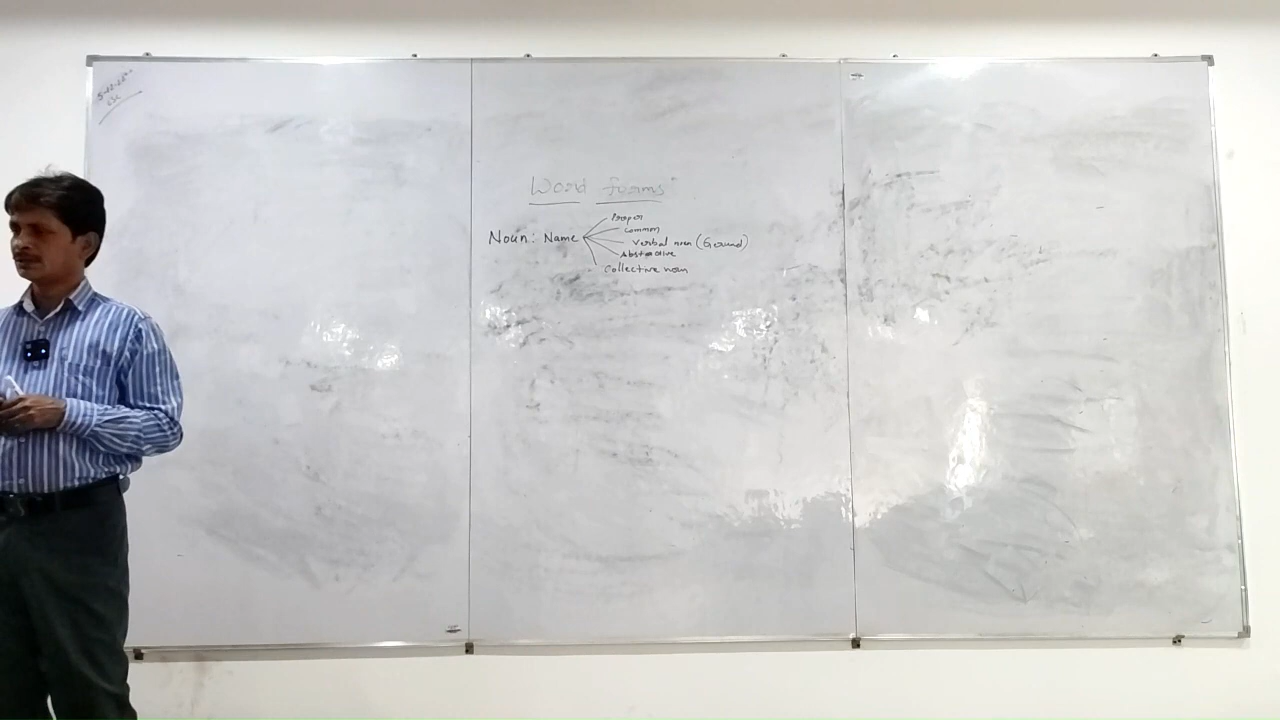 Word forms
Noun: Name
Proper
Common
Verbal noun (Gerund)
Abstractive
Collective noun